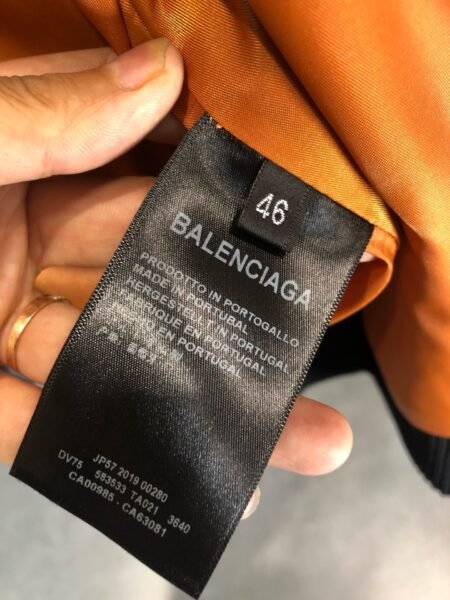 46
BALENCIAGA
PRODOTTO IN PORTOGALLO
MADE IN PORTUGAL
HERGESTELLT IN PORTUGAL
FABRIQUE EN PORTUGAL
HECHO EN PORTUGAL
JP57 2019 00280
DV75 583533 TA021 3640
CA00985 - CA63081